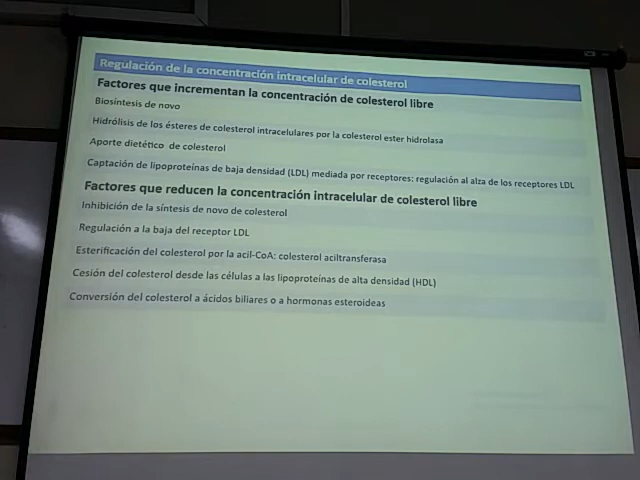 Regulación de la concentración intracelular de colesterol
Factores que incrementan la concentración de colesterol libre
Biosíntesis de novo
Hidrólisis de los ésteres de colesterol intracelulares por la colesterol ester hidrolasa
Aporte dietético de colesterol
Captación de lipoproteínas de baja densidad (LDL) mediada por receptores: regulación al alza de los receptores LDL
Factores que reducen la concentración intracelular de colesterol libre
Inhibición de la síntesis de novo de colesterol
Regulación a la baja del receptor LDL
Esterificación del colesterol por la acil-CoA: colesterol aciltransferasa
Cesión del colesterol desde las células a las lipoproteínas de alta densidad (HDL)
Conversión del colesterol a ácidos biliares o a hormonas esteroideas